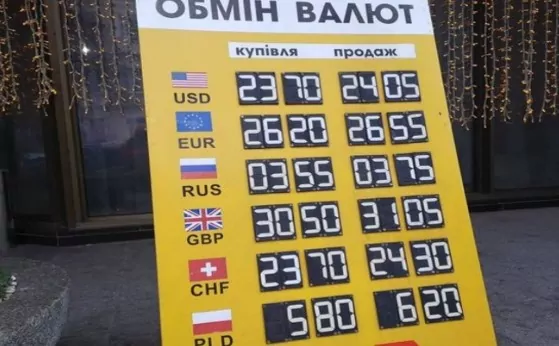 ОБМІН ВАЛЮТ
купівля продаж
USD 23 70 24 05
EUR 26 20 26 55
RUS 03 55 03 75
GBP 30 50 31 05
CHF 23 70 24 30
PLD 5 80 6 20